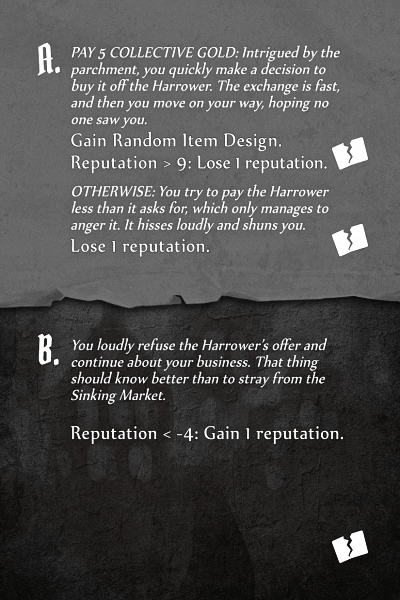 A.
PAY 5 COLLECTIVE GOLD: Intrigued by the
parchment, you quickly make a decision to
buy it off the Harrower. The exchange is fast,
and then you move on your way, hoping no
one saw you.
Gain Random Item Design.
Reputation > 9: Lose 1 reputation.
OTHERWISE: You try to pay the Harrower
less than it asks for, which only manages to
anger it. It hisses loudly and shuns you.
Lose 1 reputation.
B.
You loudly refuse the Harrower's offer and
continue about your business. That thing
should know better than to stray from the
Sinking Market.
Reputation < -4: Gain 1 reputation.